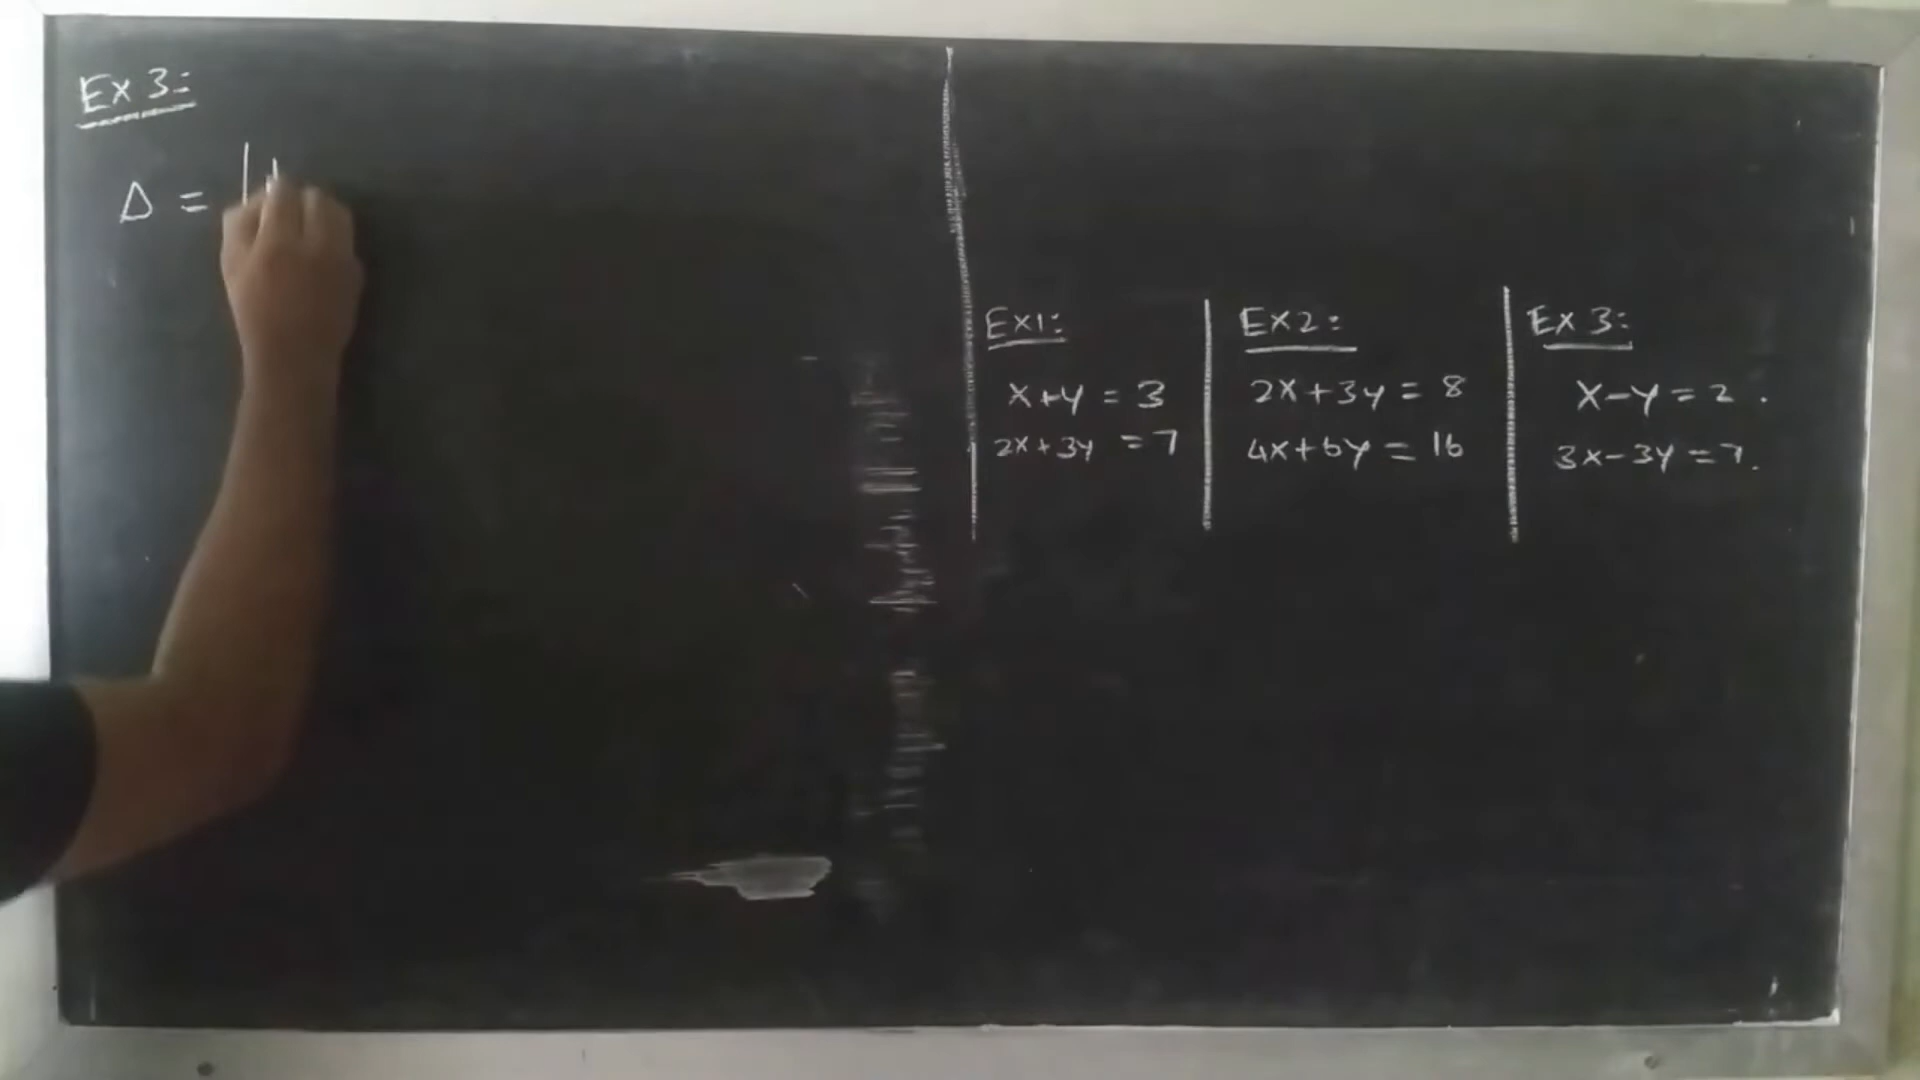 Ex 3:
Δ = | 1
Ex1:
x+y = 3
2x+3y = 7
Ex2:
2x+3y = 8
4x+6y = 16
Ex 3:
x-y = 2.
3x-3y = 7.